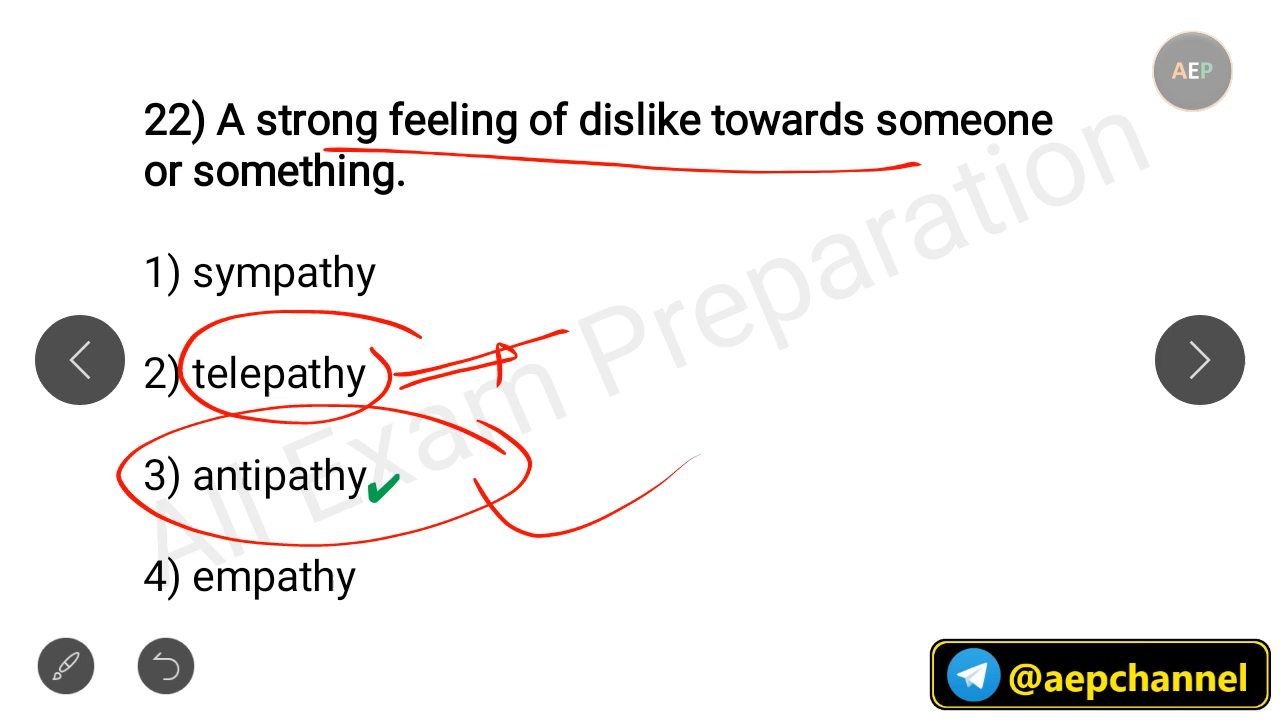 AEP
22) A strong feeling of dislike towards someone
or something.
1) sympathy
2) telepathy
3) antipathy
4) empathy
All Exam Preparation
@aepchannel